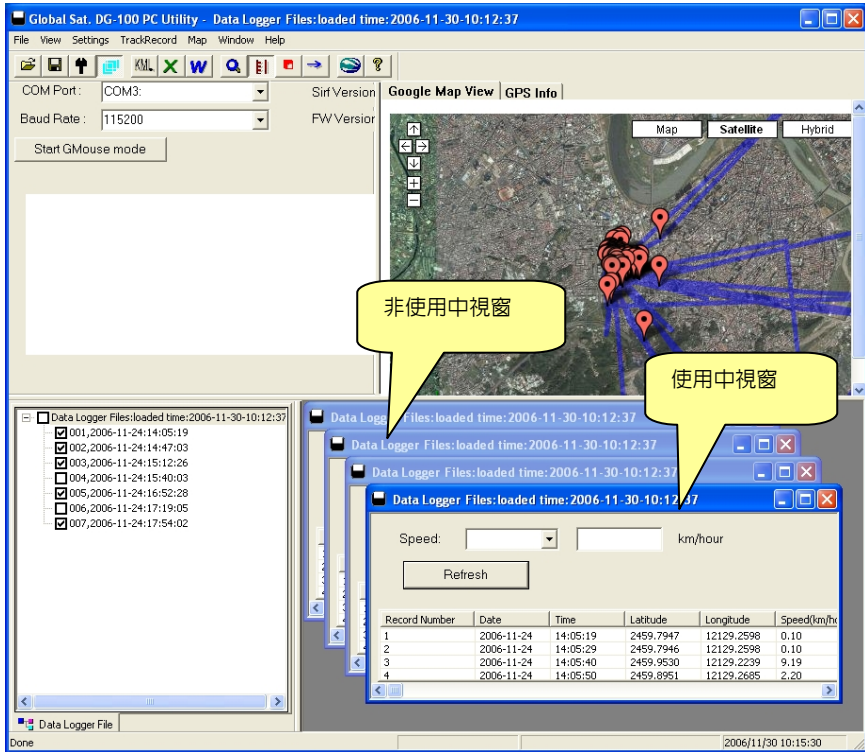 Global Sat. DG-100 PC Utility - Data Logger Files:loaded time:2006-11-30-10:12:37
File View Settings TrackRecord Map Window Help
KML X W ?
COM Port : COM3: Sirf Version
Baud Rate : 115200 FW Version
Start GMouse mode
Google Map View GPS Info
Map Satellite Hybrid
非使用中視窗
使用中視窗
Data Logger Files:loaded time:2006-11-30-10:12:37
001,2006-11-24:14:05:19
002,2006-11-24:14:47:03
003,2006-11-24:15:12:26
004,2006-11-24:15:40:03
005,2006-11-24:16:52:28
006,2006-11-24:17:19:05
007,2006-11-24:17:54:02
Data Logger File
Data Logger Files:loaded time:2006-11-30-10:12:37
Data Logger Files:loaded time:2006-11-30-10:12:37
Data Logger Files:loaded time:2006-11-30-10:12:37
Data Logger Files:loaded time:2006-11-30-10:12:37
Speed: km/hour
Refresh
Record Number Date Time Latitude Longitude Speed(km/ho
1 2006-11-24 14:05:19 2459.7947 12129.2598 0.10
2 2006-11-24 14:05:29 2459.7946 12129.2598 0.10
3 2006-11-24 14:05:40 2459.9530 12129.2239 9.19
4 2006-11-24 14:05:50 2459.8951 12129.2685 2.20
Done 2006/11/30 10:15:30